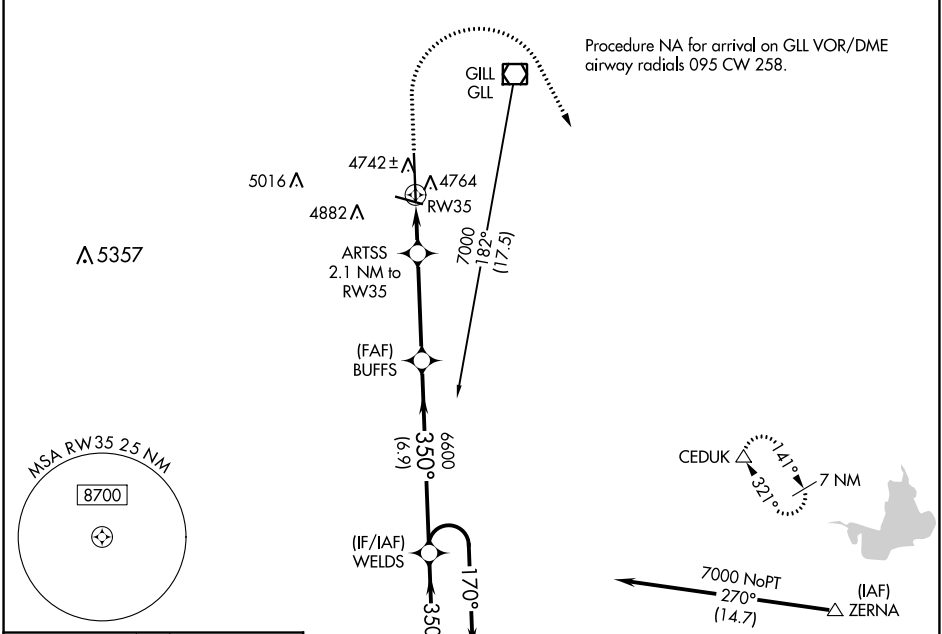 Procedure NA for arrival on GLL VOR/DME
airway radials 095 CW 258.
GILL
GLL
4742±
4764
5016
RW35
4882
5357
ARTSS
2.1 NM to
RW35
7000
182°
(17.5)
(FAF)
BUFFS
6600
350°
(6.9)
MSA RW35 25 NM
8700
CEDUK
141°
321°
7 NM
(IF/IAF)
WELDS
170°
350
7000 NoPT
270°
(14.7)
(IAF)
ZERNA